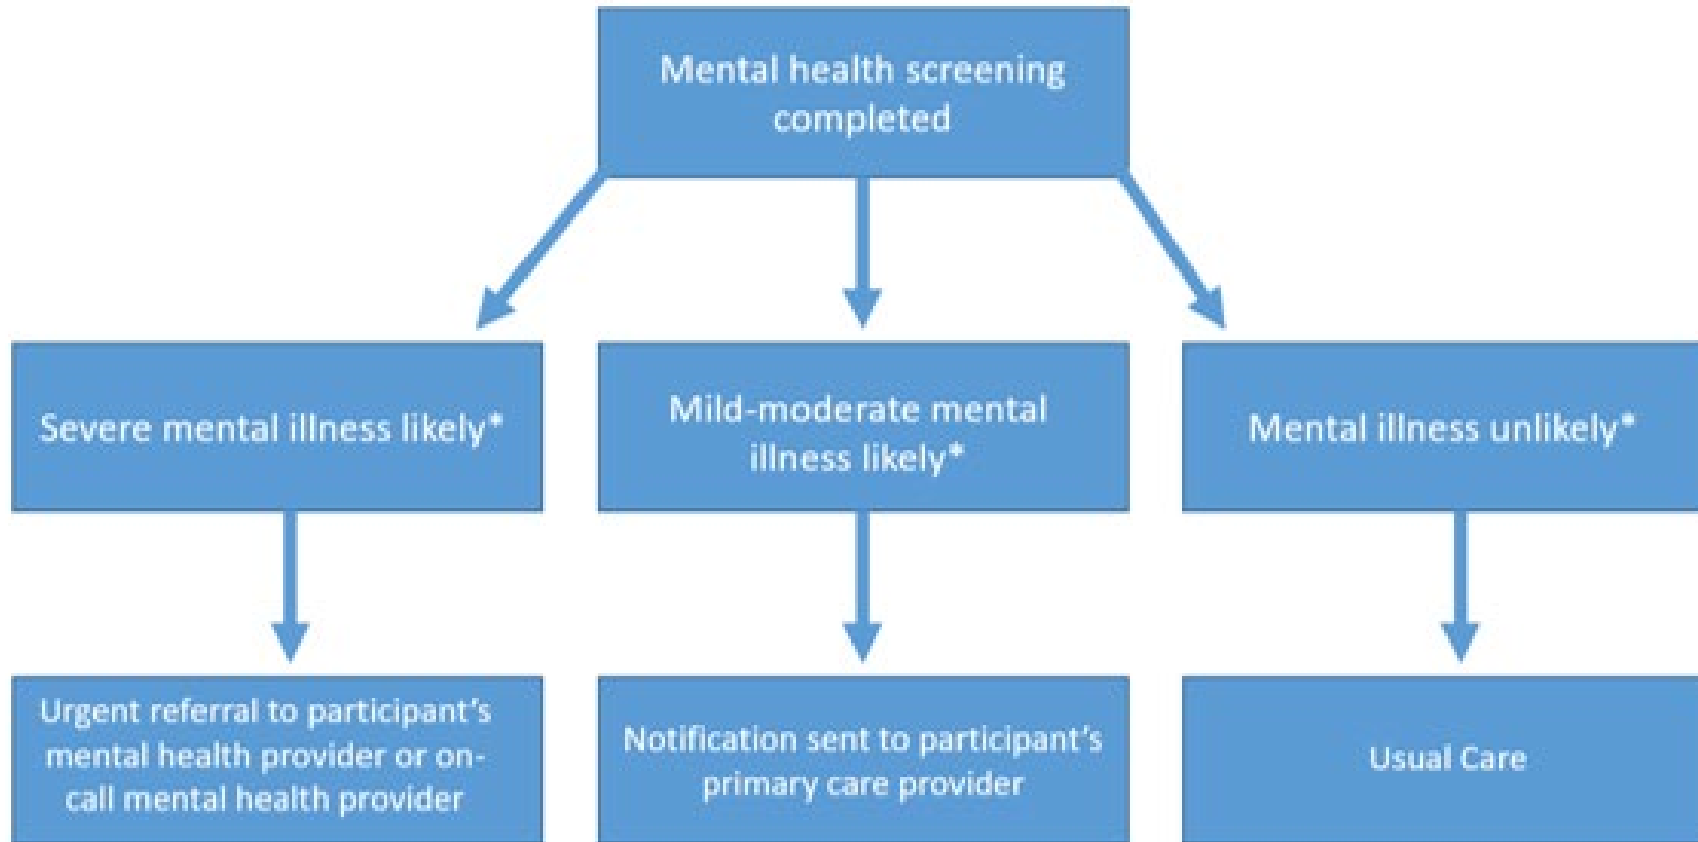 Mental health screening
completed
Severe mental illness likely*
Mild-moderate mental
illness likely*
Mental illness unlikely*
Urgent referral to participant’s
mental health provider or on-
call mental health provider
Notification sent to participant’s
primary care provider
Usual Care